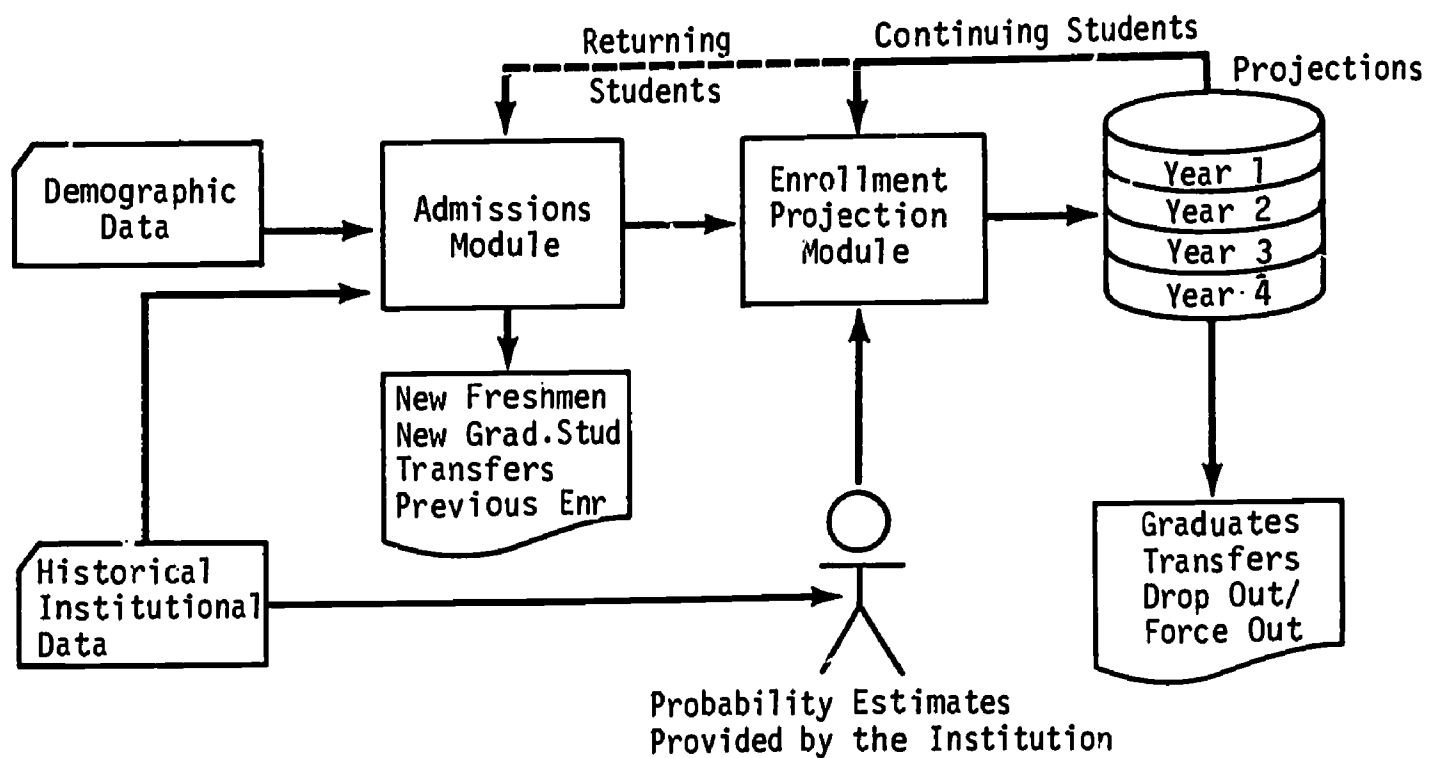 Returning
Students
Continuing Students
Projections
Demographic
Data
Admissions
Module
Enrollment
Projection
Module
Year 1
Year 2
Year 3
Year 4
New Freshmen
New Grad.Stud
Transfers
Previous Enr
Historical
Institutional
Data
Graduates
Transfers
Drop Out/
Force Out
Probability Estimates
Provided by the Institution